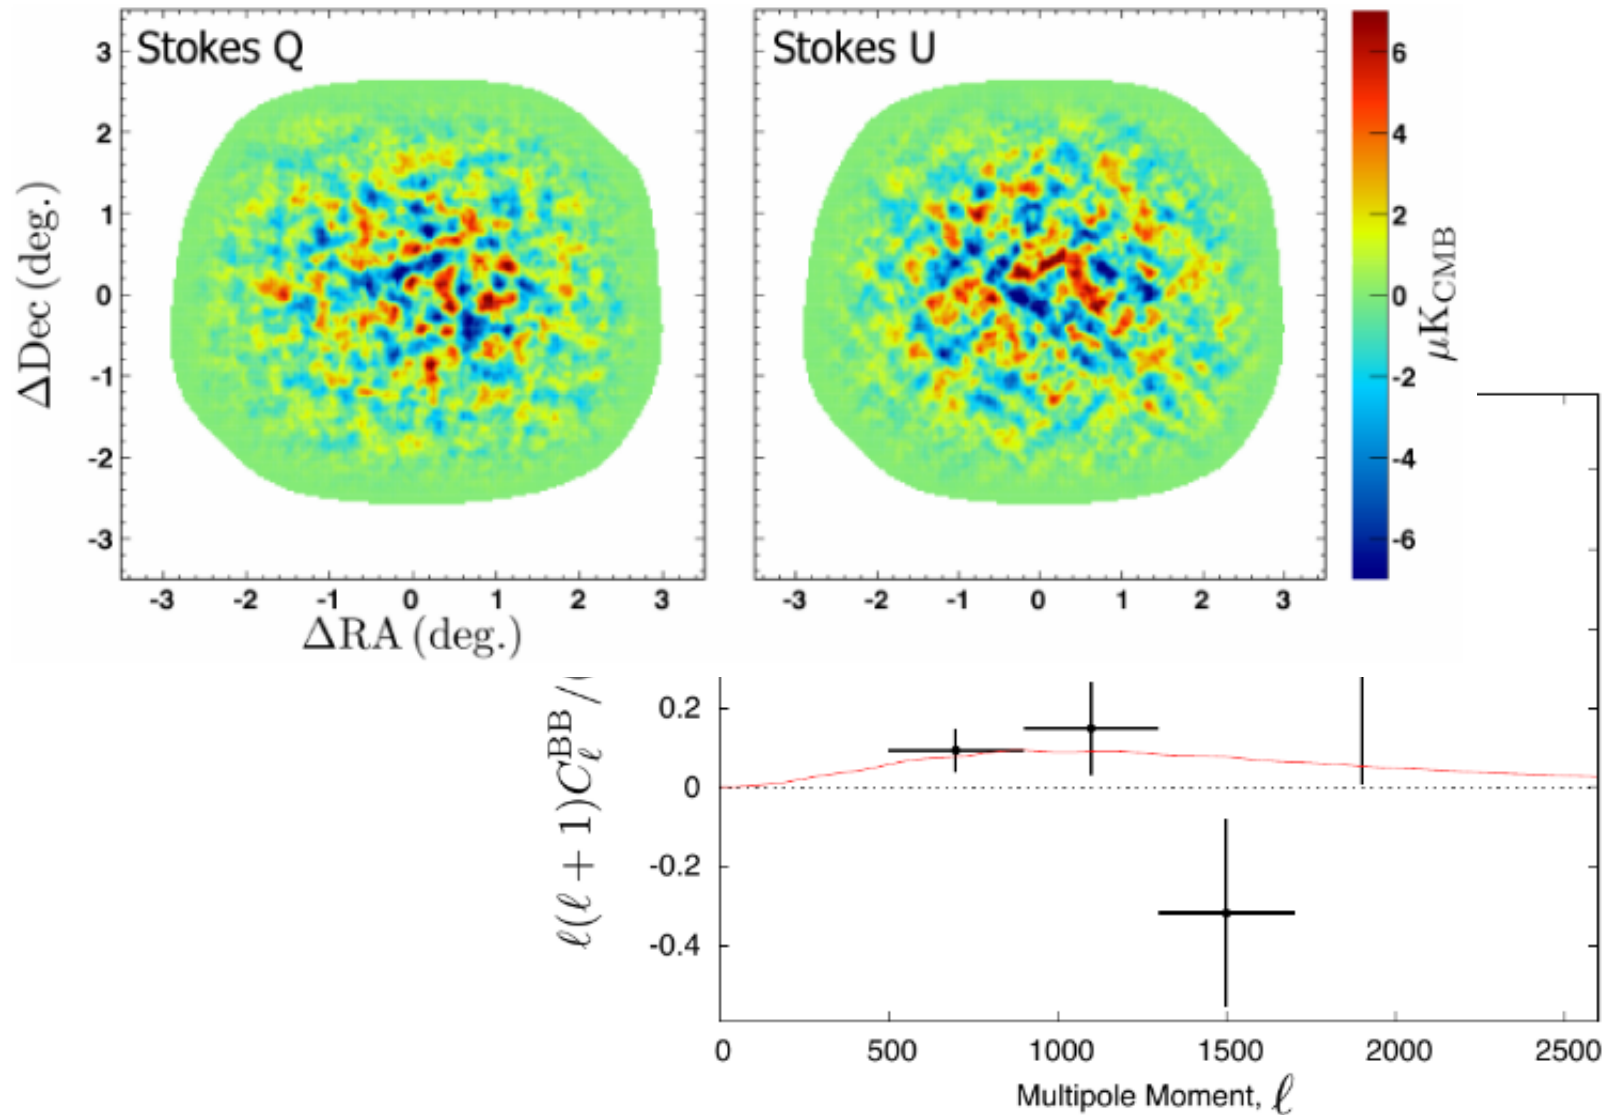 Stokes Q
Stokes U
3
2
1
0
-1
-2
-3
ΔDec (deg.)
-3 -2 -1 0 1 2 3
-3 -2 -1 0 1 2 3
ΔRA (deg.)
6
4
2
0
-2
-4
-6
μK_CMB
0.2
0
-0.2
-0.4
ℓ(ℓ + 1)C_ℓ^BB/
0 500 1000 1500 2000 2500
Multipole Moment, ℓ